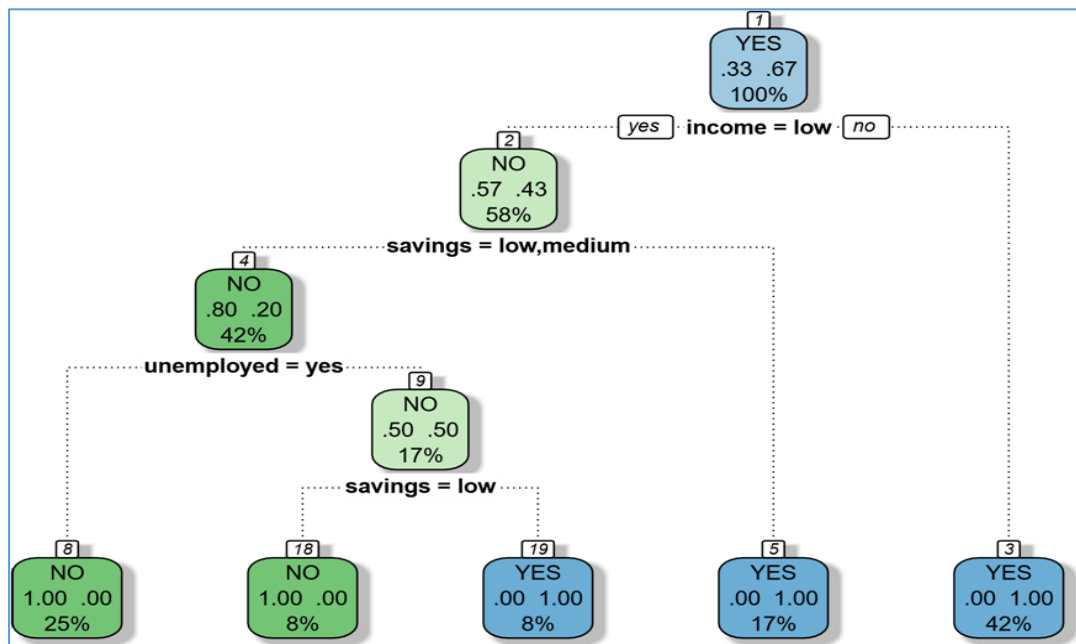 1
YES
.33 .67
100%
yes income = low no
2
NO
.57 .43
58%
savings = low,medium
4
NO
.80 .20
42%
unemployed = yes
9
NO
.50 .50
17%
savings = low
8
NO
1.00 .00
25%
18
NO
1.00 .00
8%
19
YES
.00 1.00
8%
5
YES
.00 1.00
17%
3
YES
.00 1.00
42%